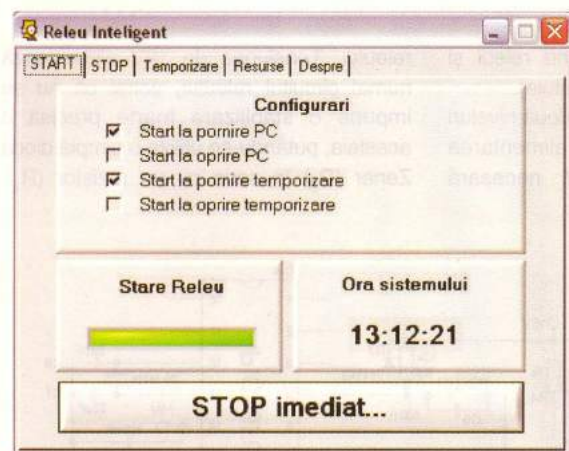 Releu Inteligent
START STOP Temporizare Resurse Despre
Configurari
Start la pornire PC
Start la oprire PC
Start la pornire temporizare
Start la oprire temporizare
Stare Releu
Ora sistemului
13:12:21
STOP imediat...